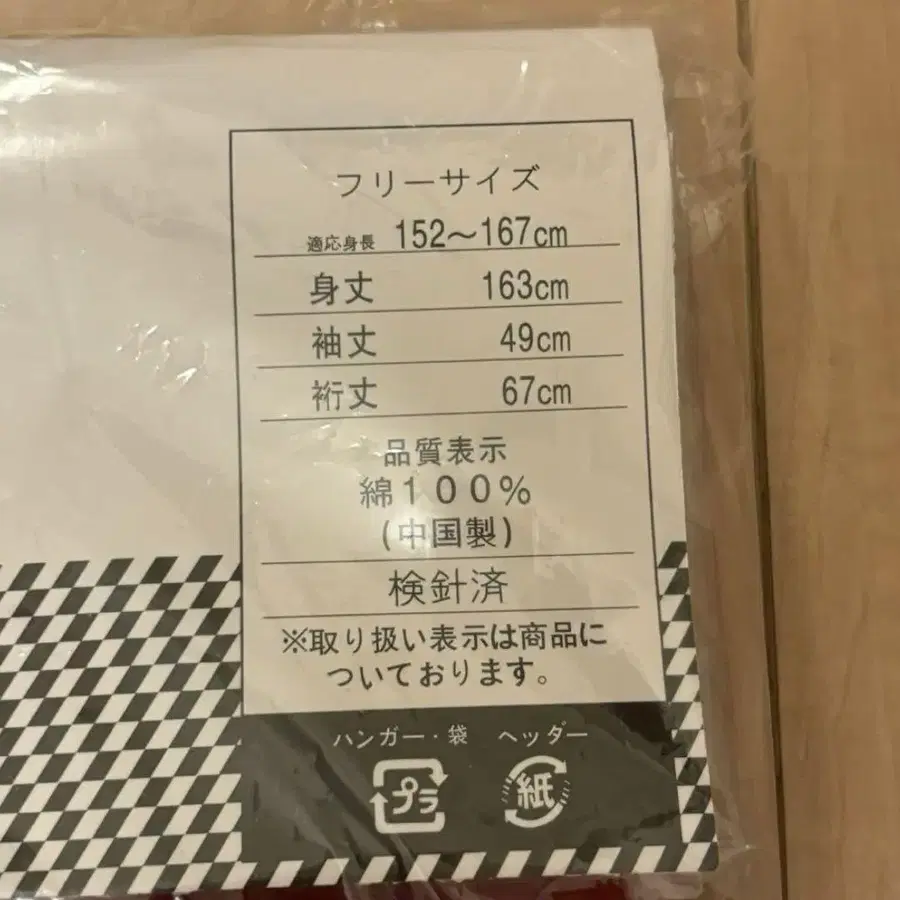 フリーサイズ
適応身長 152～167cm
身丈 163cm
袖丈 49cm
裄丈 67cm
品質表示
綿１００％
(中国製)
検針済
※取り扱い表示は商品に
ついております。
ハンガー・袋 ヘッダー
プラ 紙